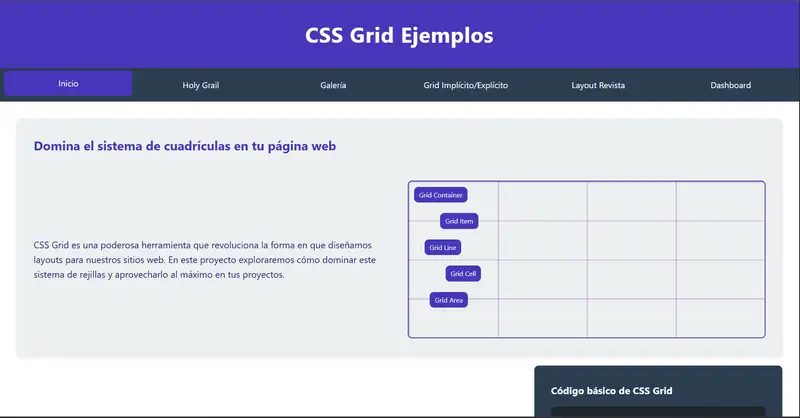 CSS Grid Ejemplos
Inicio
Holy Grail
Galería
Grid Implícito/Explícito
Layout Revista
Dashboard
Domina el sistema de cuadrículas en tu página web
CSS Grid es una poderosa herramienta que revoluciona la forma en que diseñamos
layouts para nuestros sitios web. En este proyecto exploraremos cómo dominar este
sistema de rejillas y aprovecharlo al máximo en tus proyectos.
Grid Container
Grid Item
Grid Line
Grid Cell
Grid Area
Código básico de CSS Grid